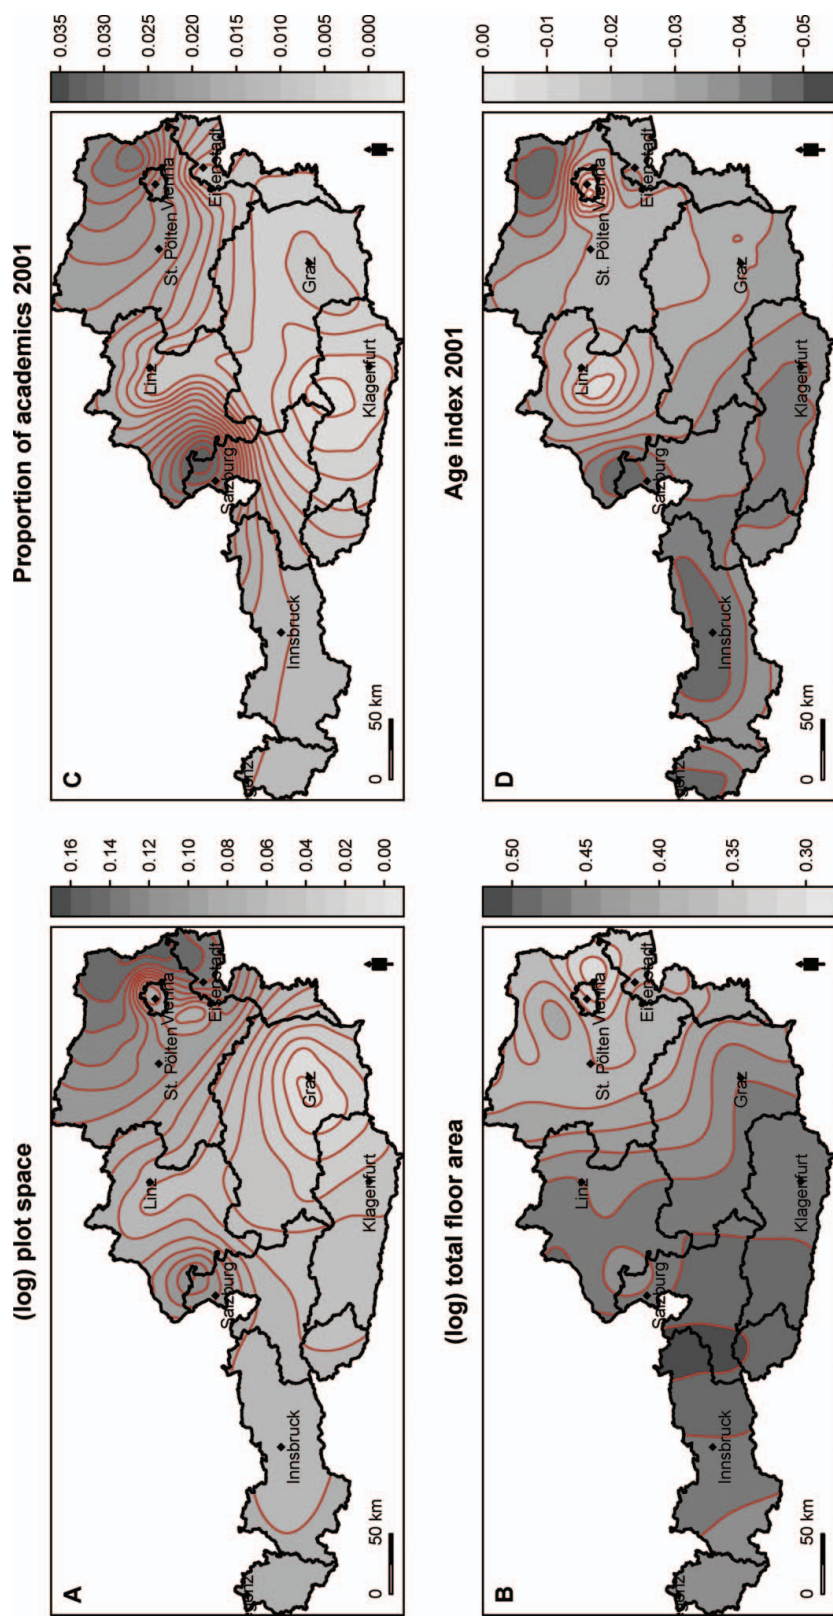 (log) plot space
A
Linz
St. Pölten
Vienna
Eisenstadt
Salzburg
Innsbruck
Graz
Klagenfurt
0 50 km
0.16
0.14
0.12
0.10
0.08
0.06
0.04
0.02
0.00
Proportion of academics 2001
C
Linz
St. Pölten
Vienna
Eisenstadt
Salzburg
Innsbruck
Graz
Klagenfurt
0 50 km
0.035
0.030
0.025
0.020
0.015
0.010
0.005
0.000
(log) total floor area
B
Linz
St. Pölten
Vienna
Eisenstadt
Salzburg
Innsbruck
Graz
Klagenfurt
0 50 km
0.50
0.45
0.40
0.35
0.30
Age index 2001
D
Linz
St. Pölten
Vienna
Eisenstadt
Salzburg
Innsbruck
Graz
Klagenfurt
0 50 km
0.00
−0.01
−0.02
−0.03
−0.04
−0.05